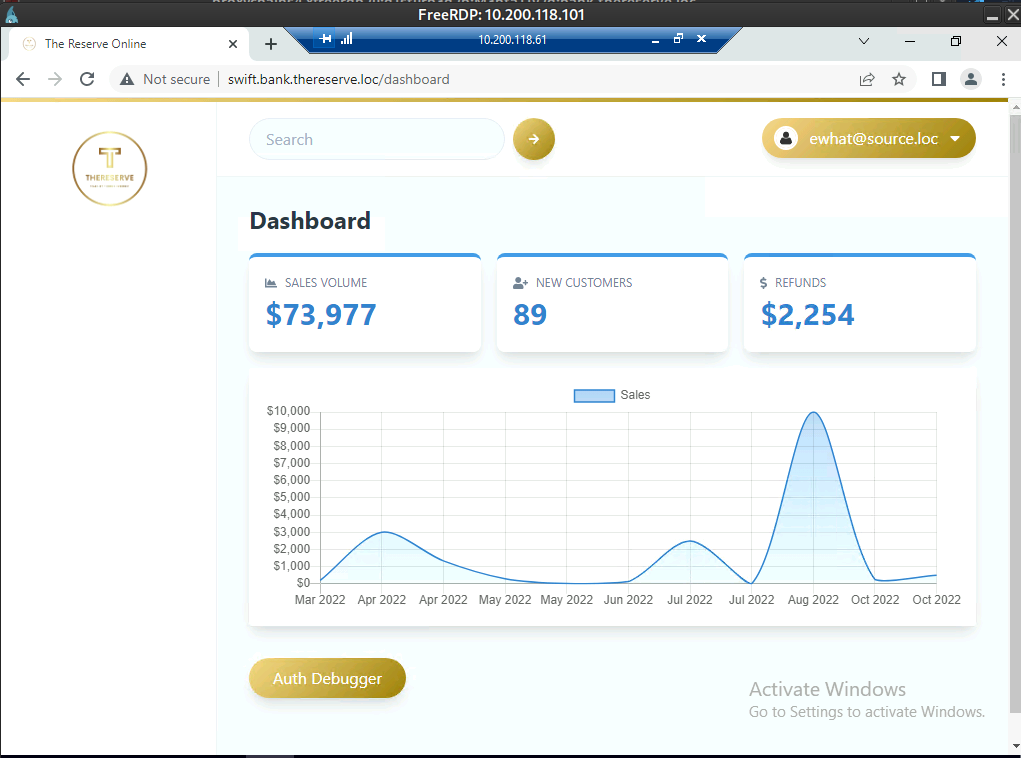 FreeRDP: 10.200.118.101
The Reserve Online
10.200.118.61
Not secure
swift.bank.thereserve.loc/dashboard
T
THERESERVE
Search
ewhat@source.loc
Dashboard
SALES VOLUME
$73,977
NEW CUSTOMERS
89
$ REFUNDS
$2,254
Sales
$10,000
$9,000
$8,000
$7,000
$6,000
$5,000
$4,000
$3,000
$2,000
$1,000
$0
Mar 2022 Apr 2022 Apr 2022 May 2022 May 2022 Jun 2022 Jul 2022 Jul 2022 Aug 2022 Oct 2022 Oct 2022
Auth Debugger
Activate Windows
Go to Settings to activate Windows.